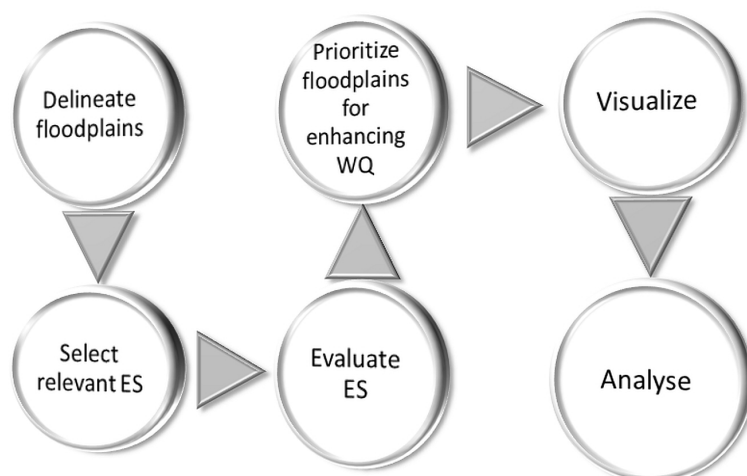 Delineate
floodplains
Select
relevant ES
Evaluate
ES
Prioritize
floodplains
for
enhancing
WQ
Visualize
Analyse